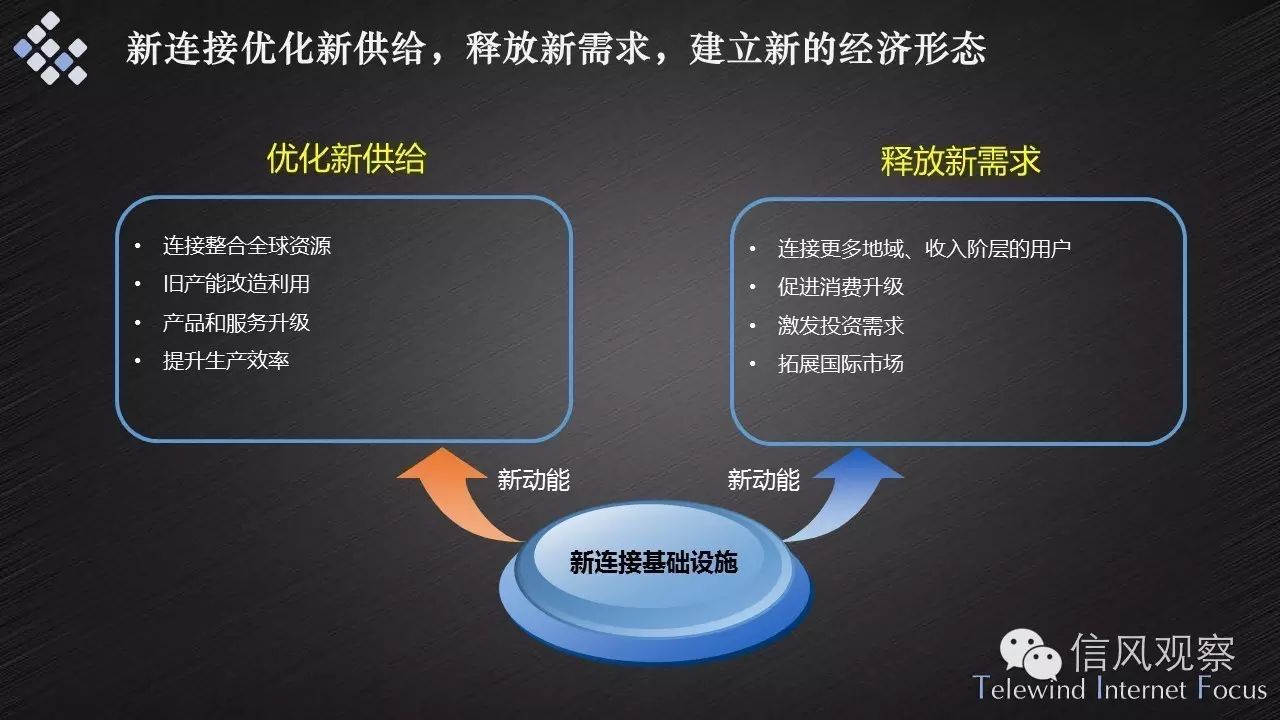 新连接优化新供给，释放新需求，建立新的经济形态
优化新供给
• 连接整合全球资源
• 旧产能改造利用
• 产品和服务升级
• 提升生产效率
释放新需求
• 连接更多地域、收入阶层的用户
• 促进消费升级
• 激发投资需求
• 拓展国际市场
新动能
新动能
新连接基础设施
信风观察
Telewind Internet Focus